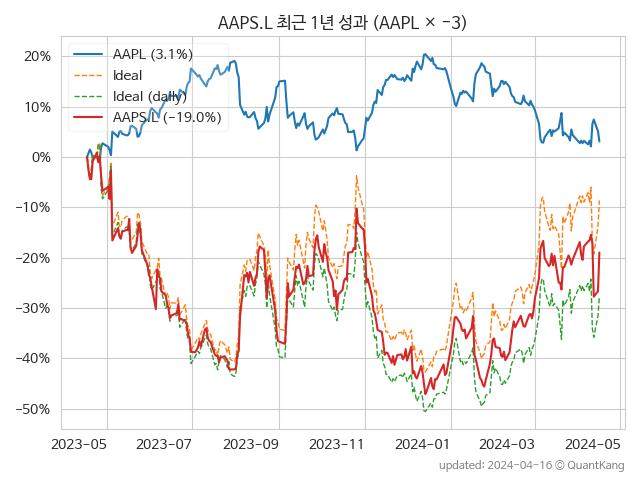 AAPS.L 최근 1년 성과 (AAPL × −3)
AAPL (3.1%)
Ideal
Ideal (daily)
AAPS.L (−19.0%)
20%
10%
0%
−10%
−20%
−30%
−40%
−50%
2023-05 2023-07 2023-09 2023-11 2024-01 2024-03 2024-05
updated: 2024-04-16 © QuantKang